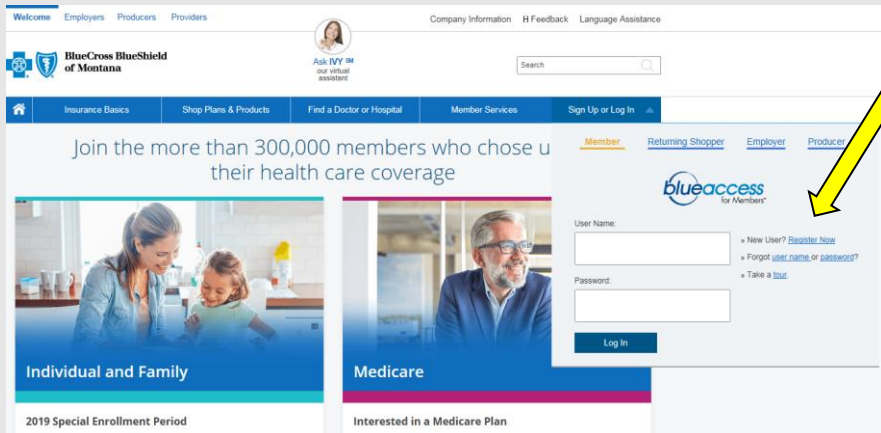 Welcome Employers Producers Providers
Company Information H Feedback Language Assistance
BlueCross BlueShield
of Montana
Ask IVY SM
our virtual
assistant
Search
Insurance Basics Shop Plans & Products Find a Doctor or Hospital Member Services Sign Up or Log In
Join the more than 300,000 members who chose u
their health care coverage
Member Returning Shopper Employer Producer
blueaccess
for Members℠
User Name:
» New User? Register Now
» Forgot user name or password?
» Take a tour.
Password:
Log In
Individual and Family
Medicare
2019 Special Enrollment Period
Interested in a Medicare Plan